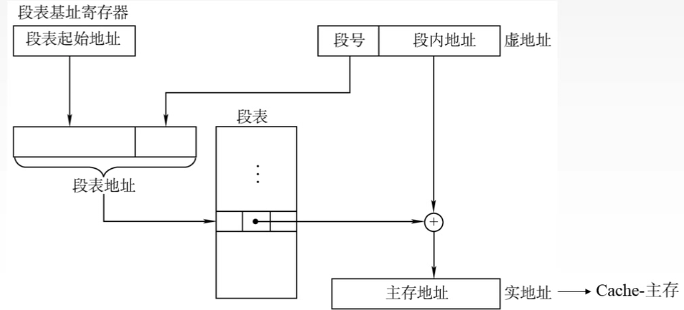 段表基址寄存器
段表起始地址
段号 段内地址 虚地址
段表
⋮
段表地址
+
主存地址 实地址 Cache-主存